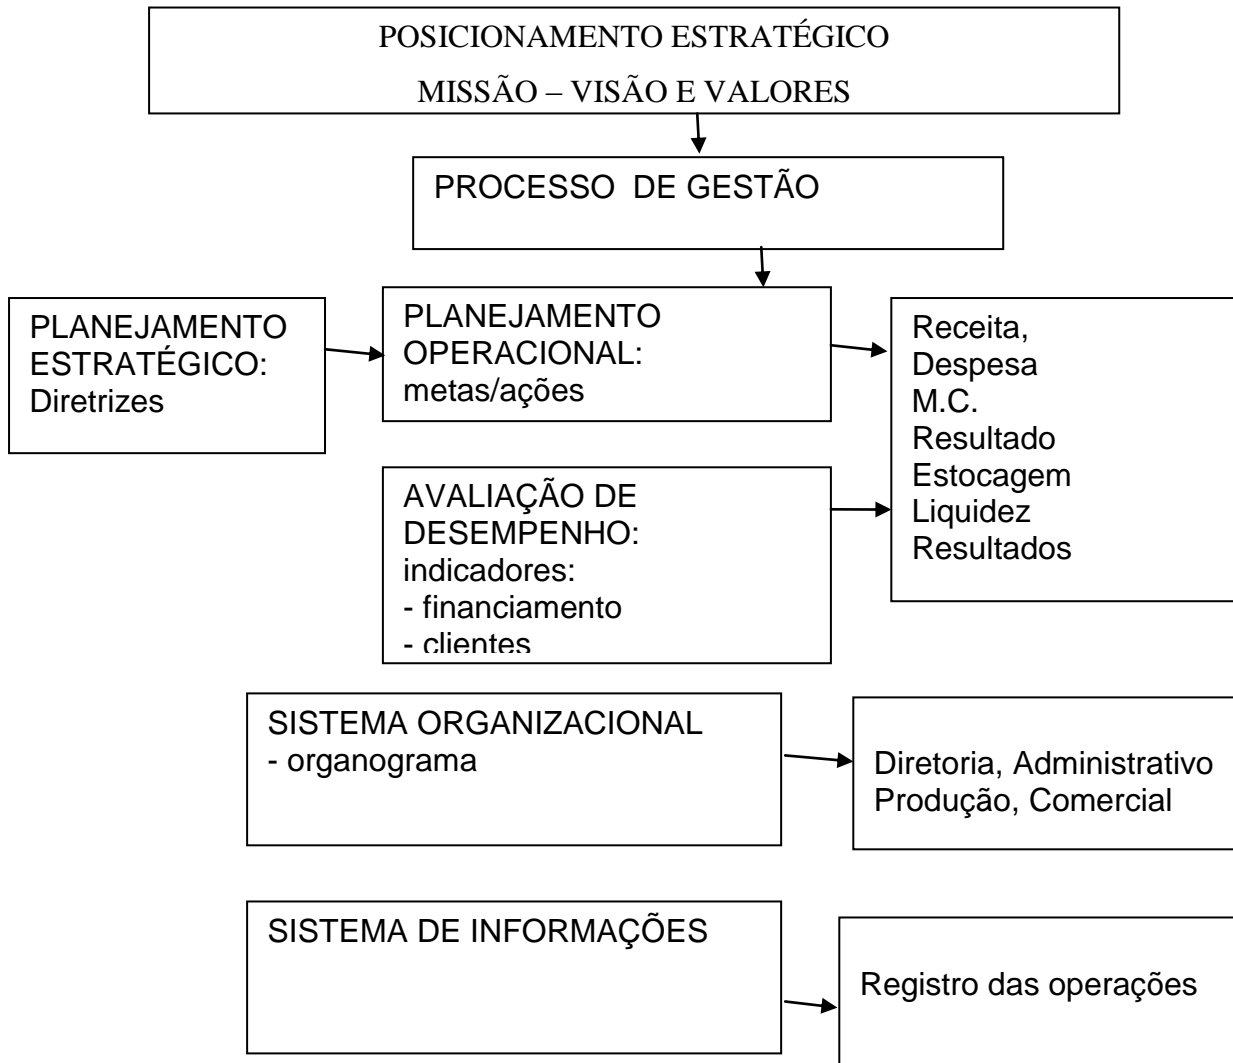 POSICIONAMENTO ESTRATÉGICO
MISSÃO – VISÃO E VALORES
PROCESSO DE GESTÃO
PLANEJAMENTO
ESTRATÉGICO:
Diretrizes
PLANEJAMENTO
OPERACIONAL:
metas/ações
Receita,
Despesa
M.C.
Resultado
Estocagem
Liquidez
Resultados
AVALIAÇÃO DE
DESEMPENHO:
indicadores:
- financiamento
- clientes
SISTEMA ORGANIZACIONAL
- organograma
Diretoria, Administrativo
Produção, Comercial
SISTEMA DE INFORMAÇÕES
Registro das operações